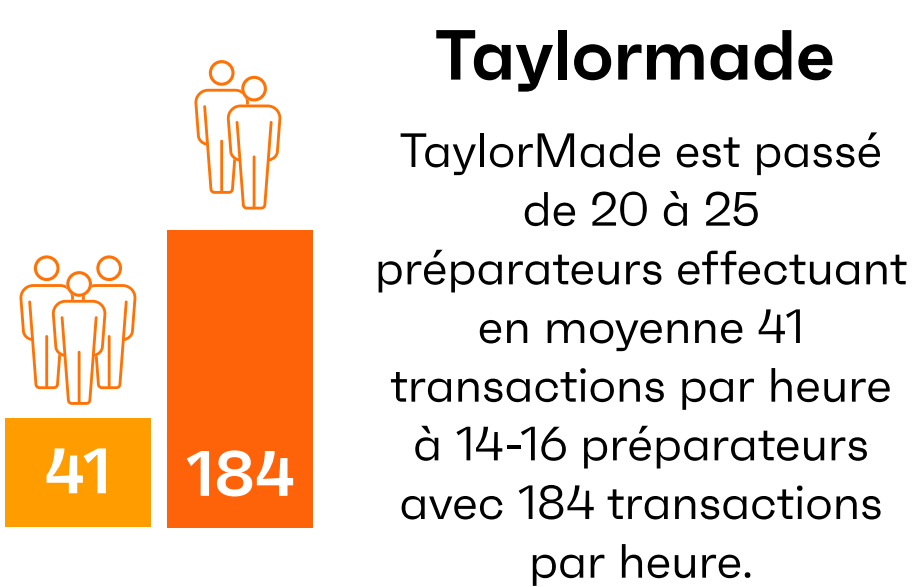 Taylormade
TaylorMade est passé
de 20 à 25
préparateurs effectuant
en moyenne 41
transactions par heure
à 14-16 préparateurs
avec 184 transactions
par heure.
41
184